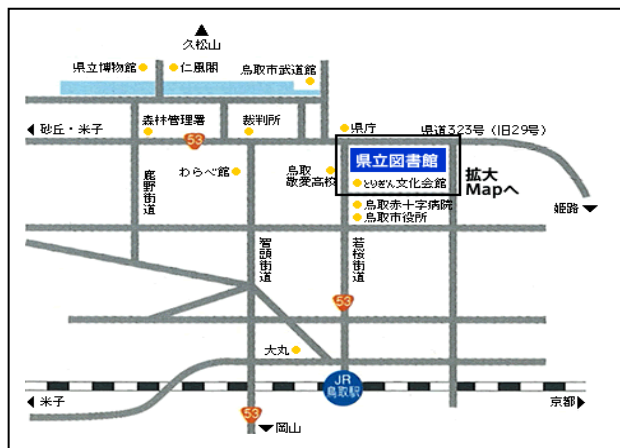 久松山
県立博物館
仁風閣
鳥取市武道館
砂丘・米子
森林管理署
53
裁判所
県庁
県道323号（旧29号）
県立図書館
とりぎん文化会館
拡大
Mapへ
わらべ館
鳥取
敬愛高校
鹿野街道
鳥取赤十字病院
鳥取市役所
姫路
智頭街道
若桜街道
53
大丸
JR
鳥取駅
米子
京都
53
岡山